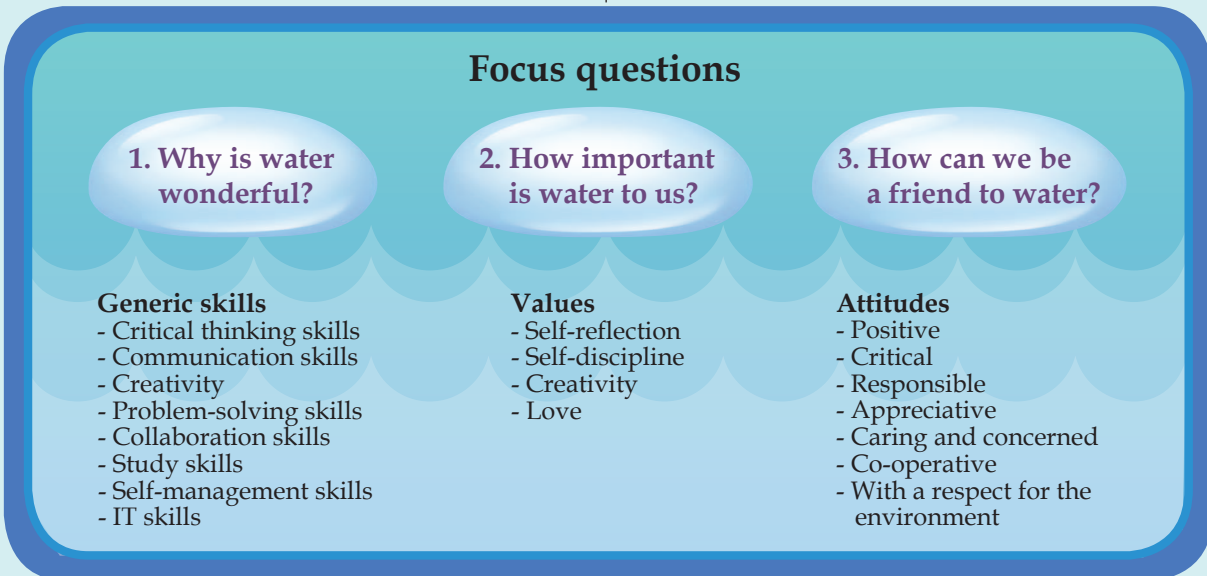 Focus questions
1. Why is water
wonderful?
2. How important
is water to us?
3. How can we be
a friend to water?
Generic skills
- Critical thinking skills
- Communication skills
- Creativity
- Problem-solving skills
- Collaboration skills
- Study skills
- Self-management skills
- IT skills
Values
- Self-reflection
- Self-discipline
- Creativity
- Love
Attitudes
- Positive
- Critical
- Responsible
- Appreciative
- Caring and concerned
- Co-operative
- With a respect for the
environment